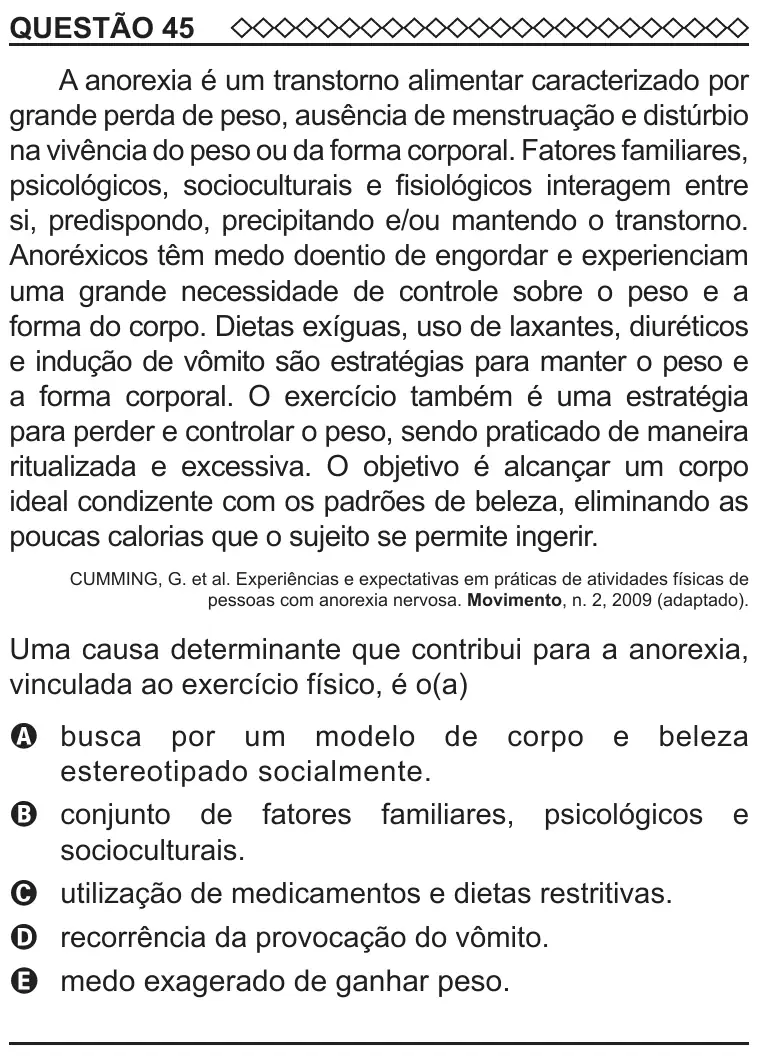 QUESTÃO 45
A anorexia é um transtorno alimentar caracterizado por
grande perda de peso, ausência de menstruação e distúrbio
na vivência do peso ou da forma corporal. Fatores familiares,
psicológicos, socioculturais e fisiológicos interagem entre
si, predispondo, precipitando e/ou mantendo o transtorno.
Anoréxicos têm medo doentio de engordar e experienciam
uma grande necessidade de controle sobre o peso e a
forma do corpo. Dietas exíguas, uso de laxantes, diuréticos
e indução de vômito são estratégias para manter o peso e
a forma corporal. O exercício também é uma estratégia
para perder e controlar o peso, sendo praticado de maneira
ritualizada e excessiva. O objetivo é alcançar um corpo
ideal condizente com os padrões de beleza, eliminando as
poucas calorias que o sujeito se permite ingerir.
CUMMING, G. et al. Experiências e expectativas em práticas de atividades físicas de
pessoas com anorexia nervosa. Movimento, n. 2, 2009 (adaptado).
Uma causa determinante que contribui para a anorexia,
vinculada ao exercício físico, é o(a)
A busca por um modelo de corpo e beleza
estereotipado socialmente.
B conjunto de fatores familiares, psicológicos e
socioculturais.
C utilização de medicamentos e dietas restritivas.
D recorrência da provocação do vômito.
E medo exagerado de ganhar peso.